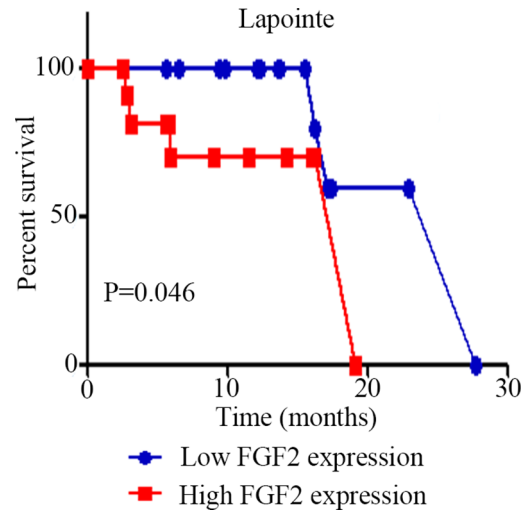 Lapointe
100
50
0
Percent survival
P=0.046
0 10 20 30
Time (months)
Low FGF2 expression
High FGF2 expression